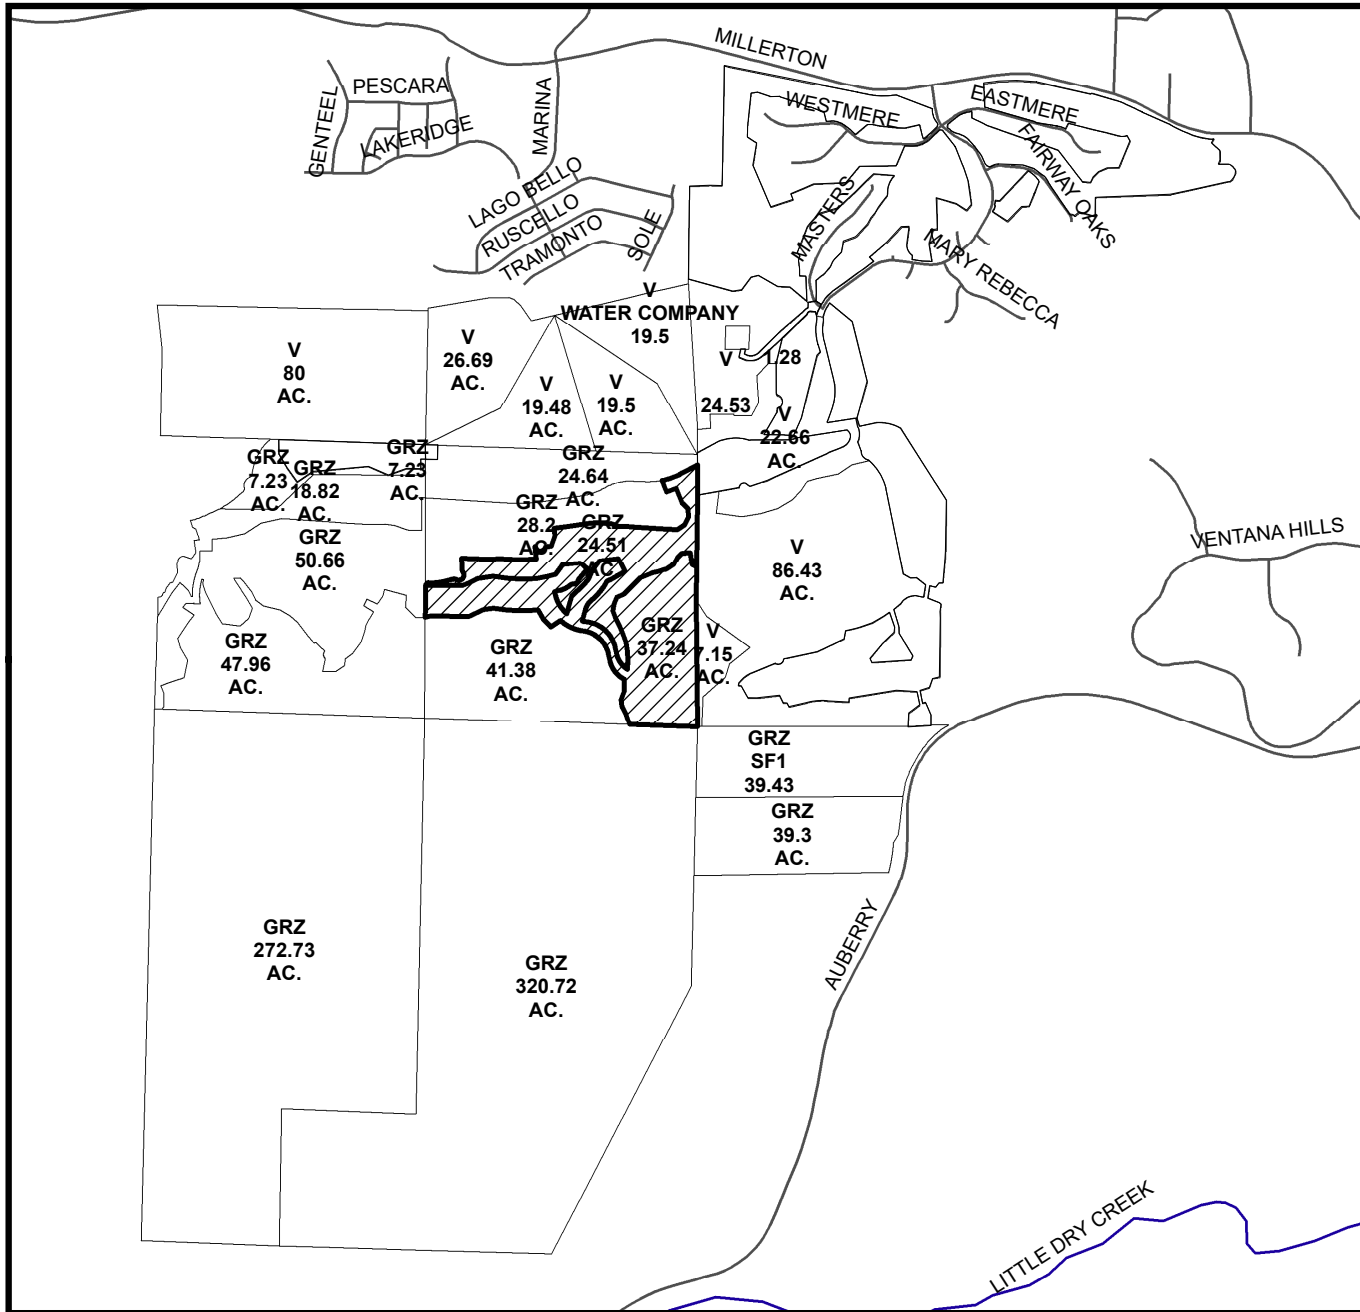 MILLERTON
PESCARA
GENTEEL
LAKERIDGE
MARINA
WESTMERE
EASTMERE
FAIRWAY OAKS
MASTERS
MARY REBECCA
LAGO BELLO
RUSCELLO
TRAMONTO
SOLE
V
WATER COMPANY
19.5
V
80
AC.
V
26.69
AC.
V
19.48
AC.
V
19.5
AC.
V
1.28
24.53
V
22.66
AC.
GRZ
7.23
AC.
GRZ
18.82
AC.
GRZ
7.23
AC.
GRZ
24.64
AC.
GRZ
28.2
AC.
GRZ
24.51
AC
GRZ
50.66
AC.
V
86.43
AC.
VENTANA HILLS
GRZ
47.96
AC.
GRZ
41.38
AC.
GRZ
37.24
AC.
V
7.15
AC.
GRZ
SF1
39.43
GRZ
39.3
AC.
GRZ
272.73
AC.
GRZ
320.72
AC.
AUBERRY
LITTLE DRY CREEK